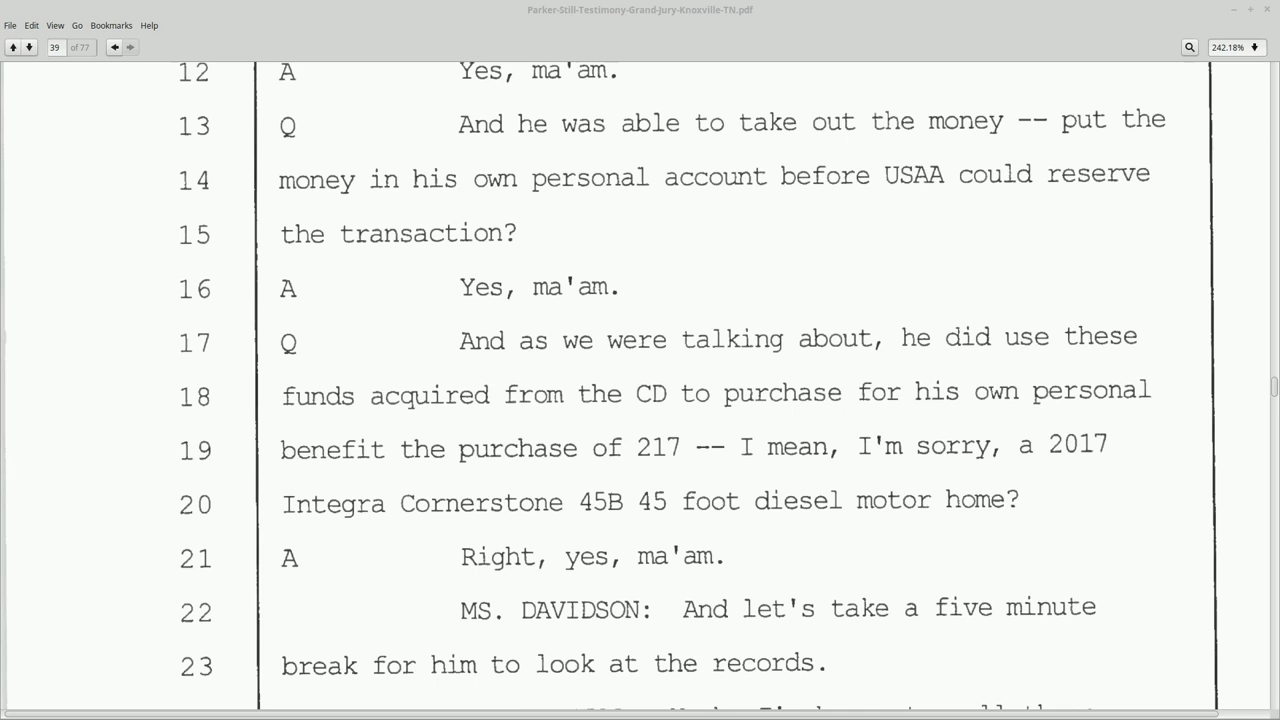 Parker-Still-Testimony-Grand-Jury-Knoxville-TN.pdf
File Edit View Go Bookmarks Help
39 of 77 242.18%
12 A Yes, ma'am.
13 Q And he was able to take out the money -- put the
14 money in his own personal account before USAA could reserve
15 the transaction?
16 A Yes, ma'am.
17 Q And as we were talking about, he did use these
18 funds acquired from the CD to purchase for his own personal
19 benefit the purchase of 217 -- I mean, I'm sorry, a 2017
20 Integra Cornerstone 45B 45 foot diesel motor home?
21 A Right, yes, ma'am.
22 MS. DAVIDSON: And let's take a five minute
23 break for him to look at the records.